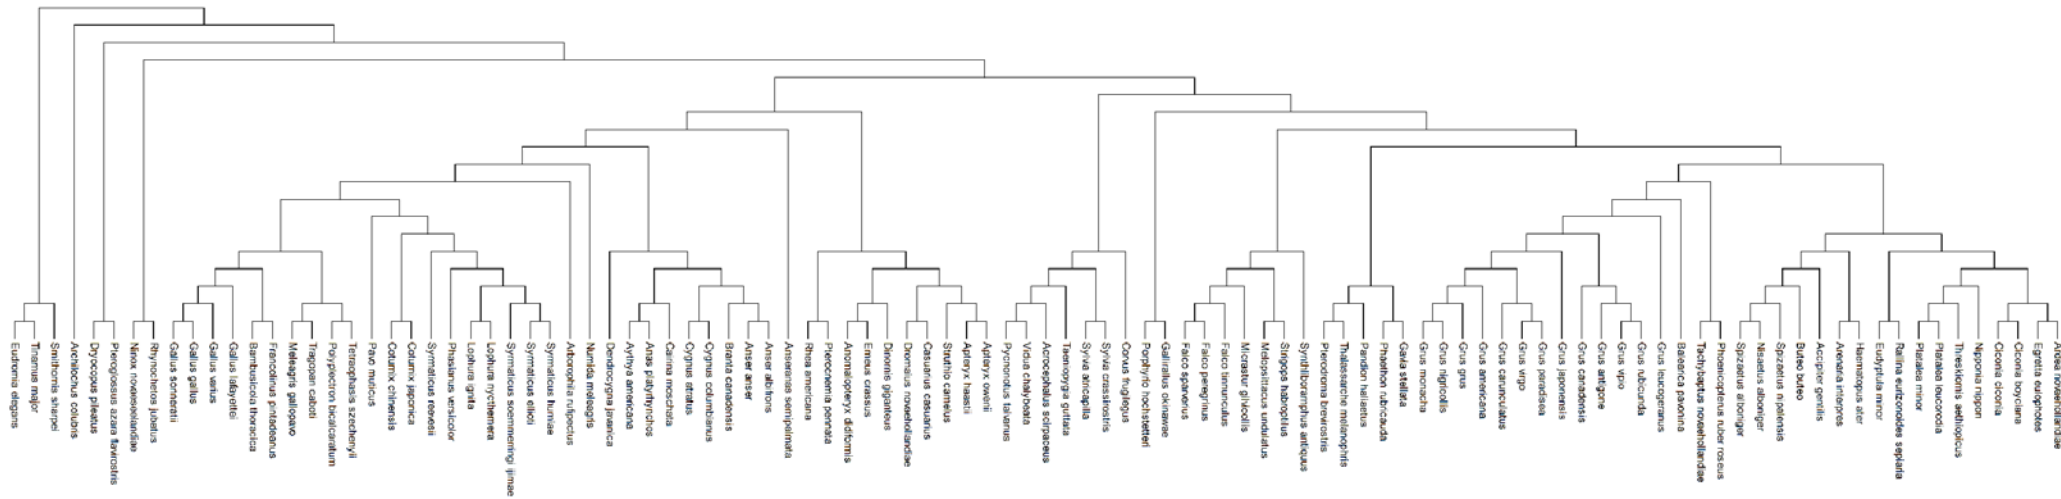 Eudromia elegans
Tinamus major
Smithornis sharpei
Archilochus colubris
Dryocopus pileatus
Pteroglossus azara flavirostris
Ninox novaeseelandiae
Rhynochetos jubatus
Gallus sonneratii
Gallus gallus
Gallus varius
Gallus lafayettei
Bambusicola thoracica
Francolinus pintadeanus
Meleagris gallopavo
Tragopan caboti
Polyplectron bicalcaratum
Tetraophasis szechenyii
Pavo muticus
Coturnix chinensis
Coturnix japonica
Syrmaticus reevesii
Phasianus versicolor
Lophura ignita
Lophura nycthemera
Syrmaticus soemmerringi ijimae
Syrmaticus ellioti
Syrmaticus humiae
Arborophila rufipectus
Numida meleagris
Dendrocygna javanica
Aythya americana
Anas platyrhynchos
Cairina moschata
Cygnus atratus
Cygnus columbianus
Branta canadensis
Anser anser
Anser albifrons
Anseranas semipalmata
Rhea americana
Pterocnemia pennata
Anomalopteryx didiformis
Emeus crassus
Dinornis giganteus
Dromaius novaehollandiae
Casuarius casuarius
Struthio camelus
Apteryx haastii
Apteryx owenii
Pycnonotus taivanus
Vidua chalybeata
Acrocephalus scirpaceus
Taeniopygia guttata
Sylvia atricapilla
Sylvia crassirostris
Corvus frugilegus
Porphyrio hochstetteri
Gallirallus okinawae
Falco sparverius
Falco peregrinus
Falco tinnunculus
Micrastur gilvicollis
Melopsittacus undulatus
Strigops habroptilus
Synthliboramphus antiquus
Pterodroma brevirostris
Thalassarche melanophris
Pandion haliaetus
Phaethon rubricauda
Gavia stellata
Grus monacha
Grus nigricollis
Grus grus
Grus americana
Grus carunculatus
Grus virgo
Grus paradisea
Grus japonensis
Grus canadensis
Grus antigone
Grus vipio
Grus rubicunda
Grus leucogeranus
Balearica pavonina
Tachybaptus novaehollandiae
Phoenicopterus ruber roseus
Spizaetus alboniger
Nisaetus alboniger
Spizaetus nipalensis
Buteo buteo
Accipiter gentilis
Arenaria interpres
Haematopus ater
Eudyptula minor
Rallina eurizonoides sepiaria
Platalea minor
Platalea leucorodia
Threskiornis aethiopicus
Nipponia nippon
Ciconia ciconia
Ciconia boyciana
Egretta eulophotes
Ardea novaehollandiae